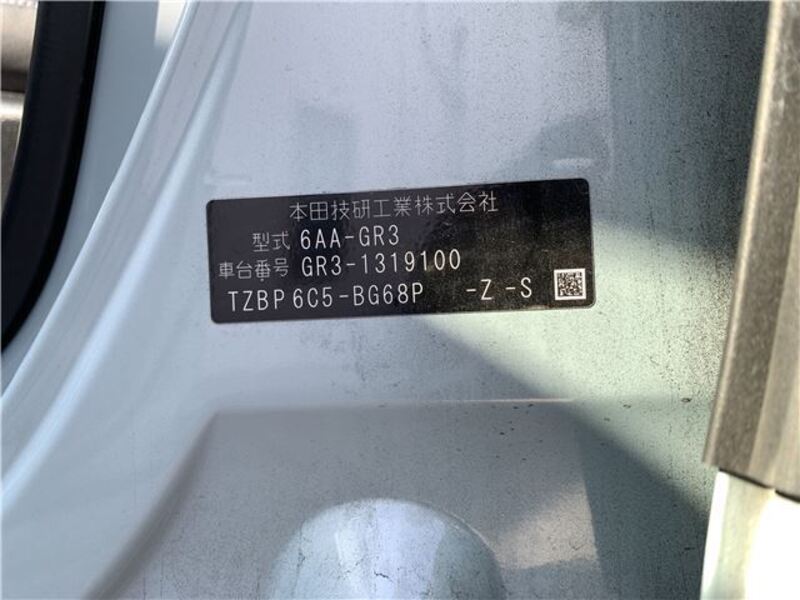 本田技研工業株式会社
型式 6AA-GR3
車台番号 GR3-1319100
TZBP 6C5-BG68P -Z -S